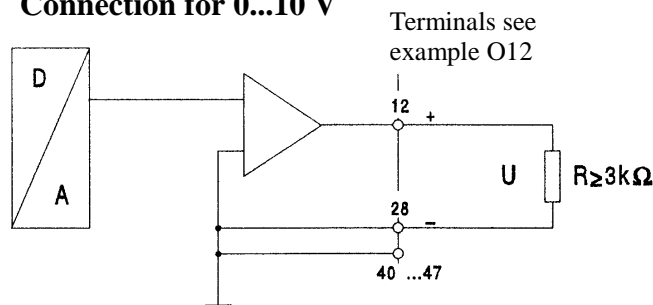 Connection for 0...10 V
Terminals see
example O12
D
A
12
+
U
R≥3kΩ
28
–
40 ...47